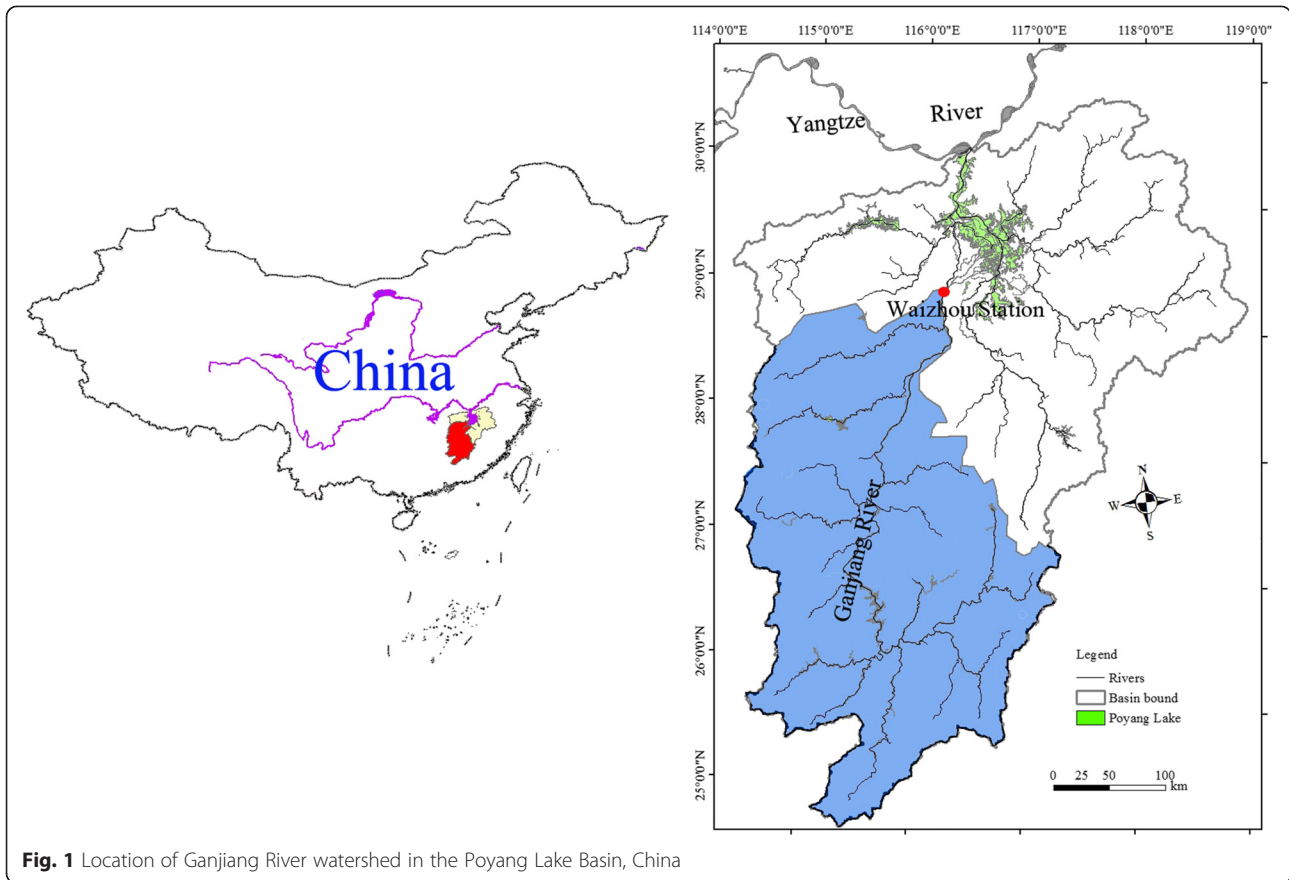 114°0'0"E 115°0'0"E 116°0'0"E 117°0'0"E 118°0'0"E 119°0'0"E
30°0'0"N
29°0'0"N
28°0'0"N
27°0'0"N
26°0'0"N
25°0'0"N
China
Yangtze River
Waizhou Station
Ganjiang River
N
W E
S
Legend
Rivers
Basin bound
Poyang Lake
0 25 50 100
km
Fig. 1 Location of Ganjiang River watershed in the Poyang Lake Basin, China